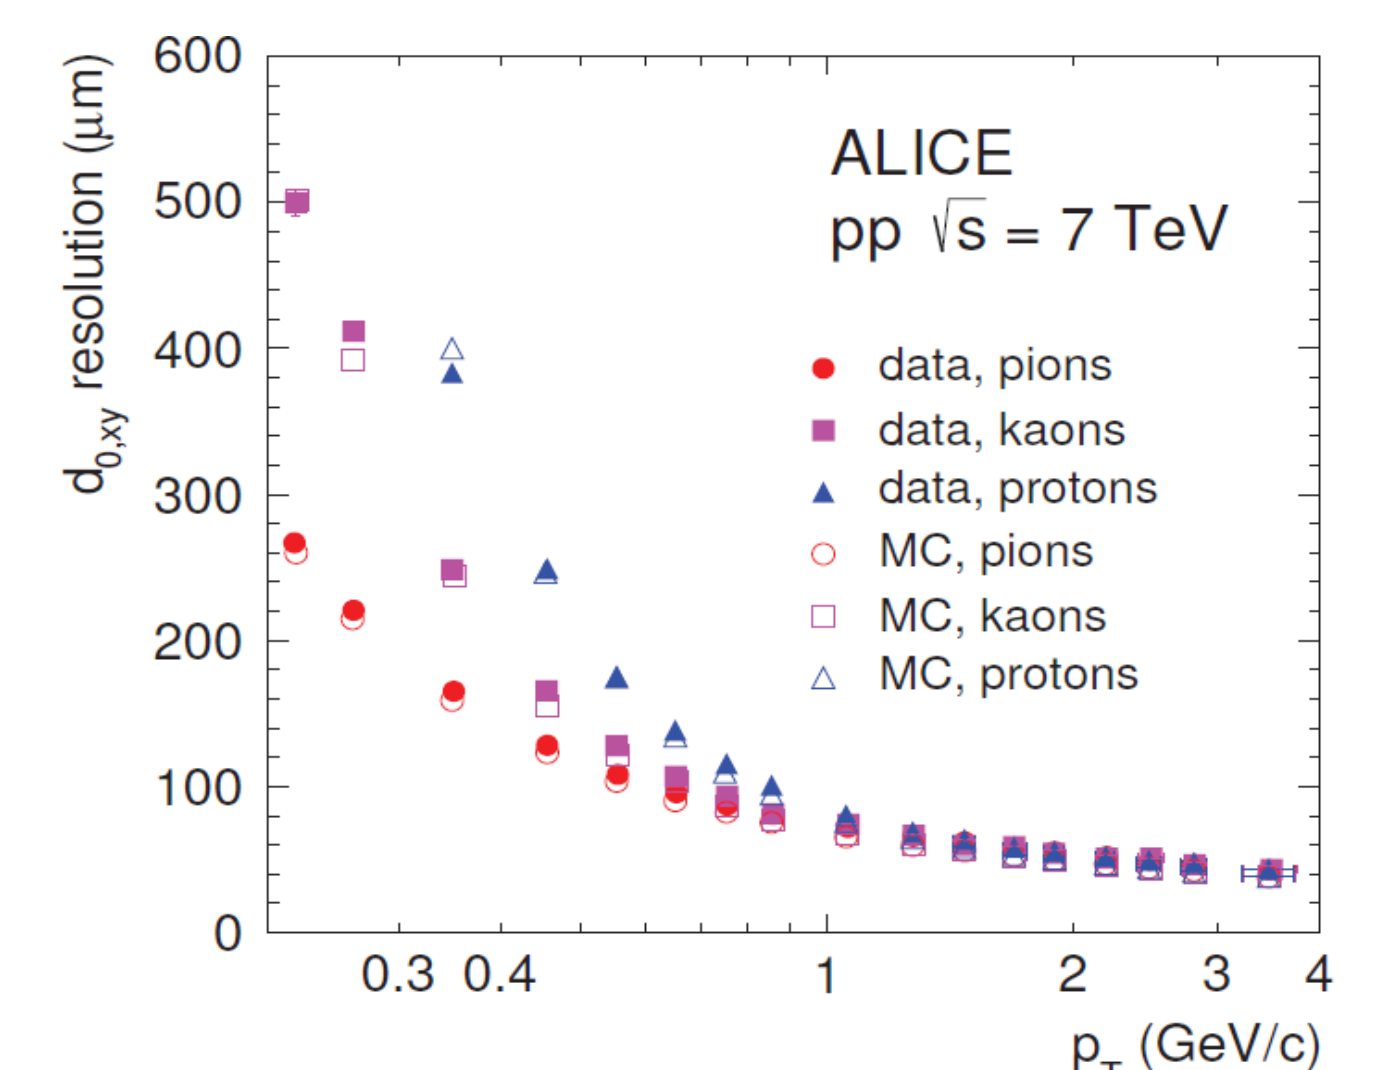 600
500
400
300
200
100
0
d0,xy resolution (μm)
ALICE
pp √s = 7 TeV
data, pions
data, kaons
data, protons
MC, pions
MC, kaons
MC, protons
0.3 0.4 1 2 3 4
pT (GeV/c)